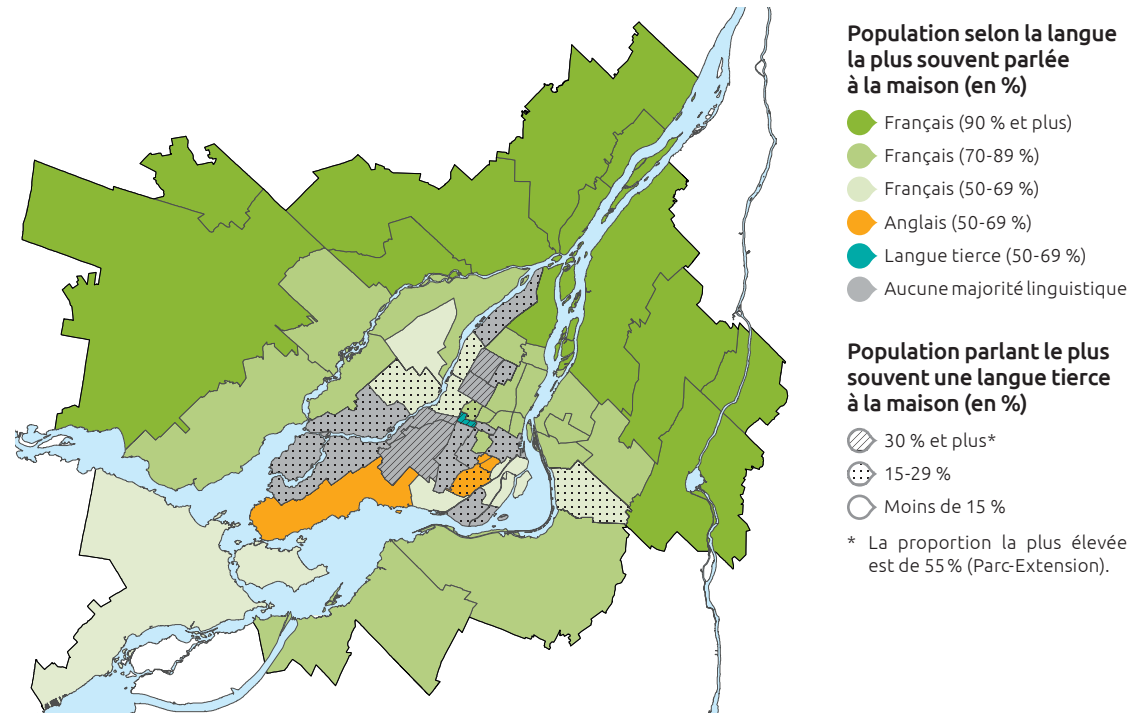 Population selon la langue
la plus souvent parlée
à la maison (en %)
Français (90 % et plus)
Français (70-89 %)
Français (50-69 %)
Anglais (50-69 %)
Langue tierce (50-69 %)
Aucune majorité linguistique
Population parlant le plus
souvent une langue tierce
à la maison (en %)
30 % et plus*
15-29 %
Moins de 15 %
* La proportion la plus élevée
est de 55 % (Parc-Extension).